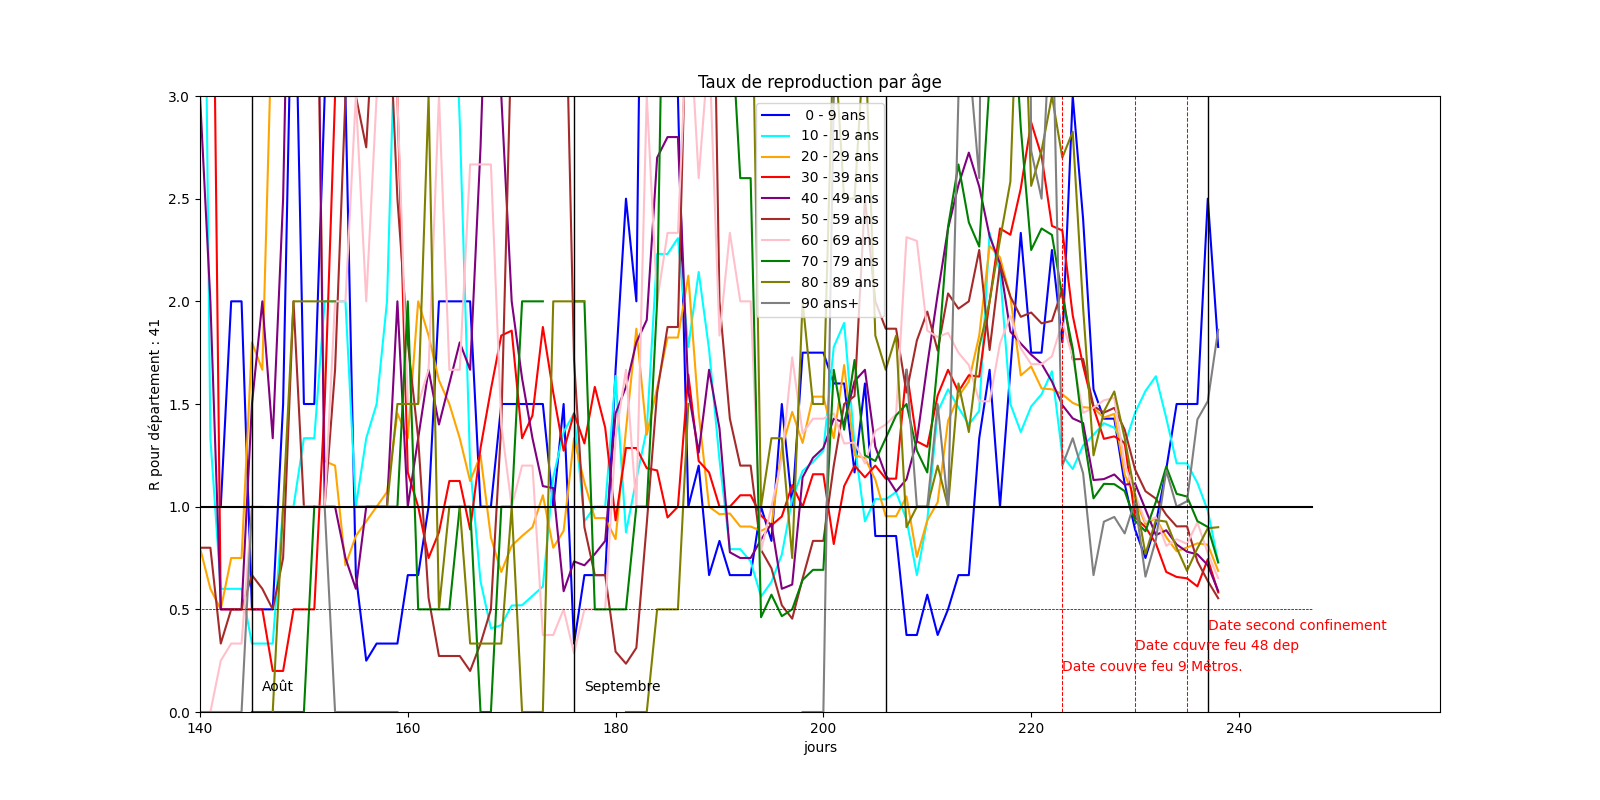 Taux de reproduction par âge
R pour département : 41
3.0
2.5
2.0
1.5
1.0
0.5
0.0
0 - 9 ans
10 - 19 ans
20 - 29 ans
30 - 39 ans
40 - 49 ans
50 - 59 ans
60 - 69 ans
70 - 79 ans
80 - 89 ans
90 ans+
Date second confinement
Date couvre feu 48 dep
Date couvre feu 9 Métros.
Août
Septembre
140
160
180
200
220
240
jours